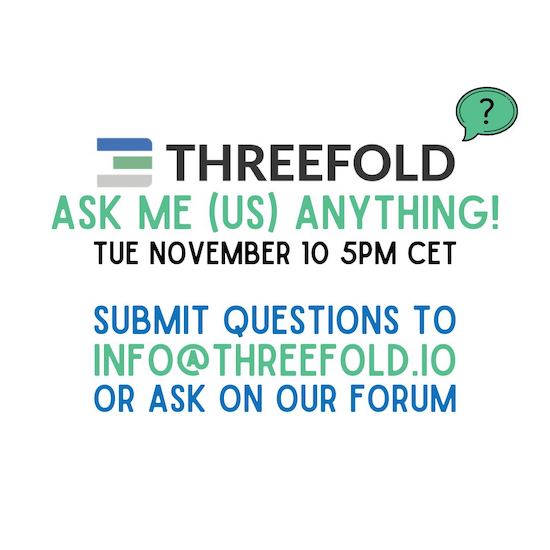 ?
THREEFOLD
ASK ME (US) ANYTHING!
TUE NOVEMBER 10 5PM CET
SUBMIT QUESTIONS TO
INFO@THREEFOLD.IO
OR ASK ON OUR FORUM